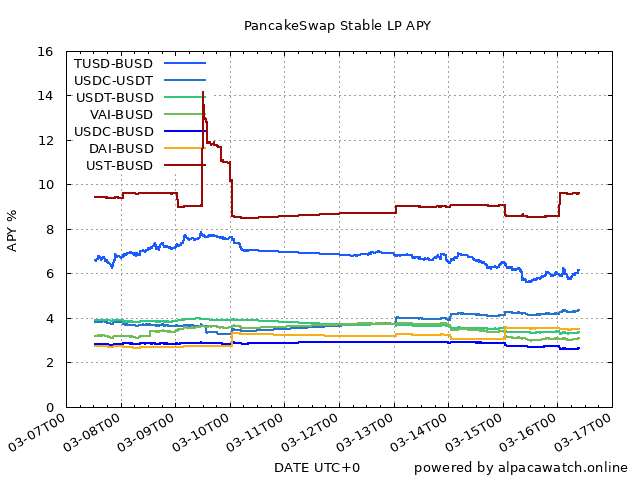 PancakeSwap Stable LP APY
16
14
12
10
8
6
4
2
0
APY %
TUSD-BUSD
USDC-USDT
USDT-BUSD
VAI-BUSD
USDC-BUSD
DAI-BUSD
UST-BUSD
03-07T00
03-08T00
03-09T00
03-10T00
03-11T00
03-12T00
03-13T00
03-14T00
03-15T00
03-16T00
03-17T00
DATE UTC+0
powered by alpacawatch.online